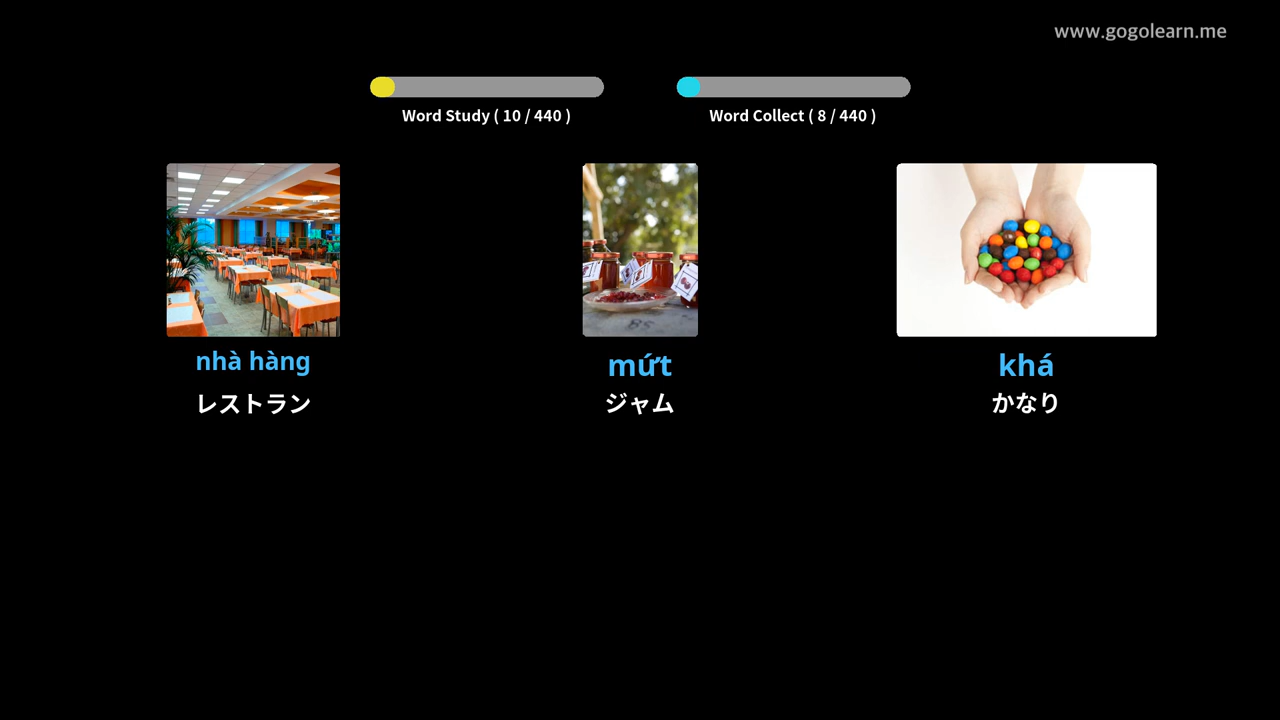 www.gogolearn.me
Word Study ( 10 / 440 )
Word Collect ( 8 / 440 )
nhà hàng
mứt
khá
レストラン
ジャム
かなり